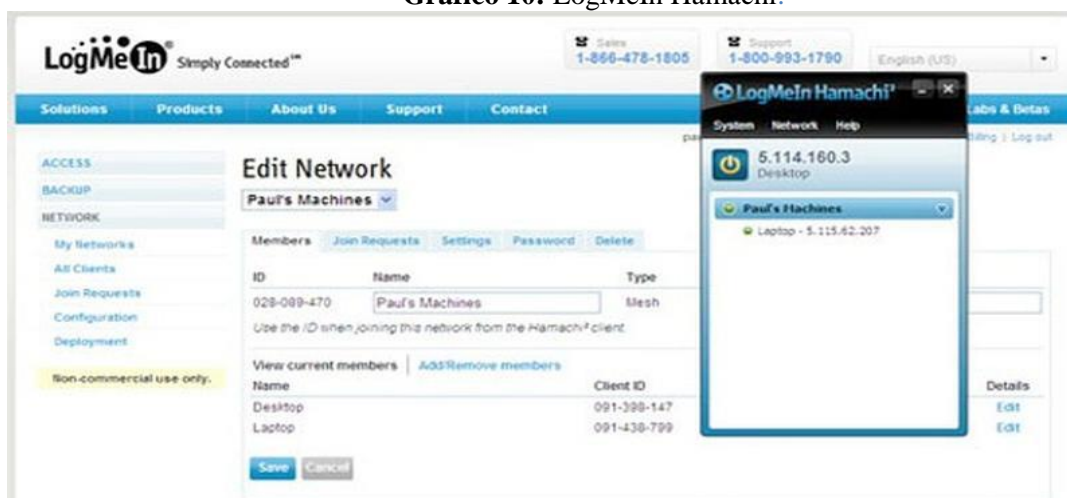 Gráfico 10: LogMeIn Hamachi.
LogMeIn® Simply Connected℠
Sales
1-866-478-1805
Support
1-800-993-1790
English (US)
Solutions Products About Us Support Contact
Labs & Betas
Billing | Log out
ACCESS
BACKUP
NETWORK
My Networks
All Clients
Join Requests
Configuration
Deployment
Non-commercial use only.
Edit Network
Paul's Machines
Members Join Requests Settings Password Delete
ID Name Type
028-089-470 Paul's Machines Mesh
Use the ID when joining this network from the Hamachi² client.
View current members | Add/Remove members
Name Client ID Details
Desktop 091-398-147 Edit
Laptop 091-438-799 Edit
Save Cancel
LogMeIn Hamachi²
System Network Help
5.114.160.3
Desktop
Paul's Machines
Laptop - 5.115.62.207